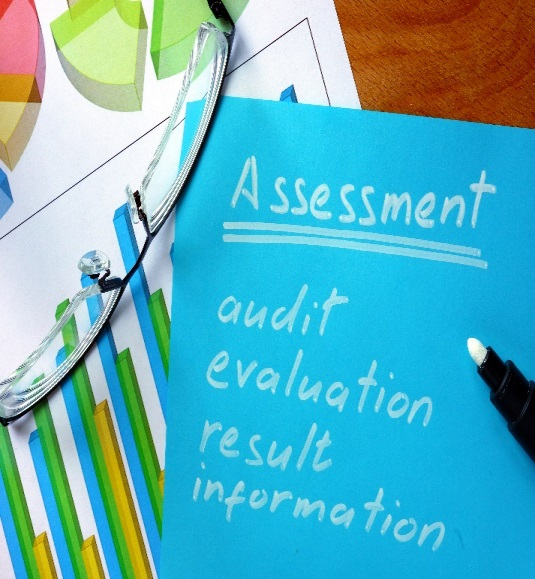 Assessment
audit
evaluation
result
information